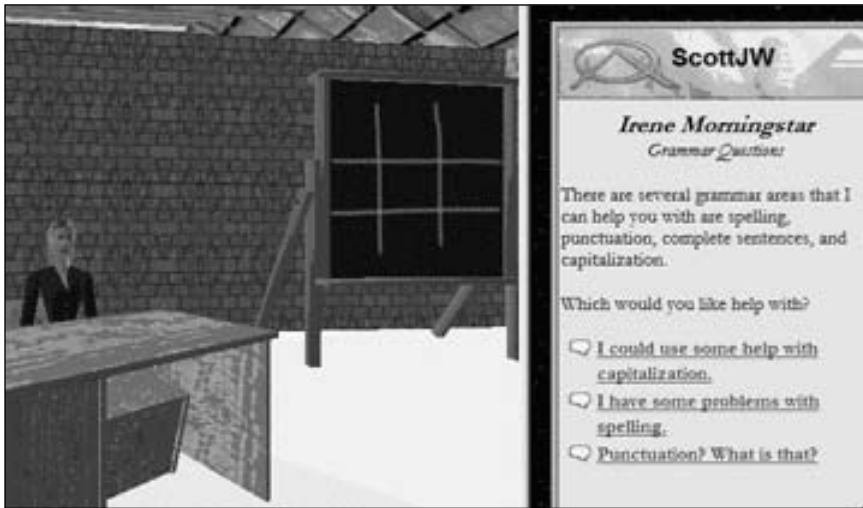 ScottJW
Irene Morningstar
Grammar Questions
There are several grammar areas that I
can help you with are spelling,
punctuation, complete sentences, and
capitalization.
Which would you like help with?
I could use some help with
capitalization.
I have some problems with
spelling.
Punctuation? What is that?